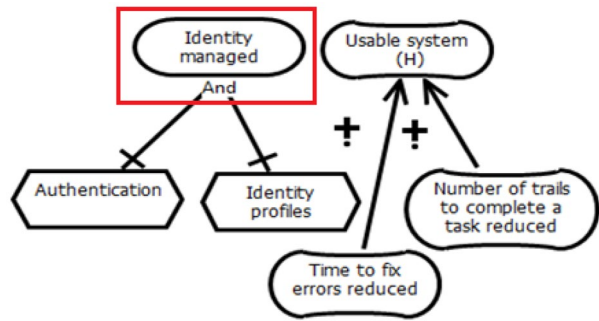 Identity
managed
And
Usable system
(H)
Authentication
Identity
profiles
Number of trails
to complete a
task reduced
Time to fix
errors reduced